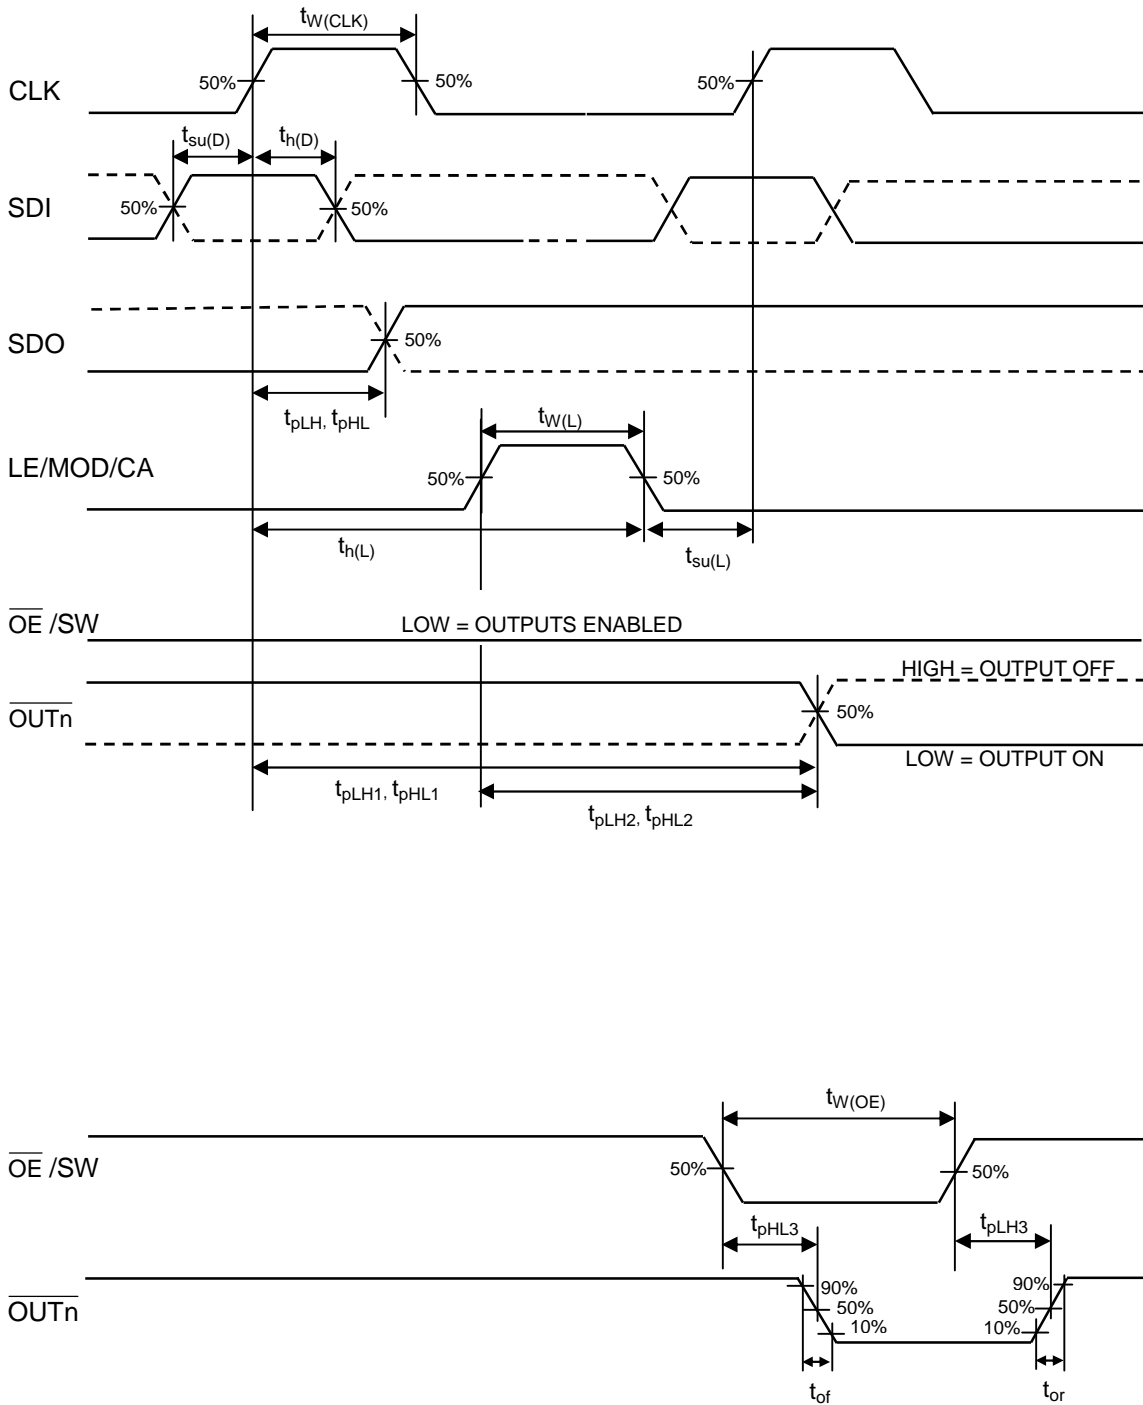 tW(CLK)
50%
50%
50%
CLK
tsu(D)
th(D)
SDI
50%
50%
SDO
50%
tpLH, tpHL
tW(L)
LE/MOD/CA
50%
50%
th(L)
tsu(L)
OE /SW
LOW = OUTPUTS ENABLED
HIGH = OUTPUT OFF
OUTn
50%
LOW = OUTPUT ON
tpLH1, tpHL1
tpLH2, tpHL2
tW(OE)
OE /SW
50%
50%
tpHL3
tpLH3
OUTn
90%
50%
10%
90%
50%
10%
tof
tor